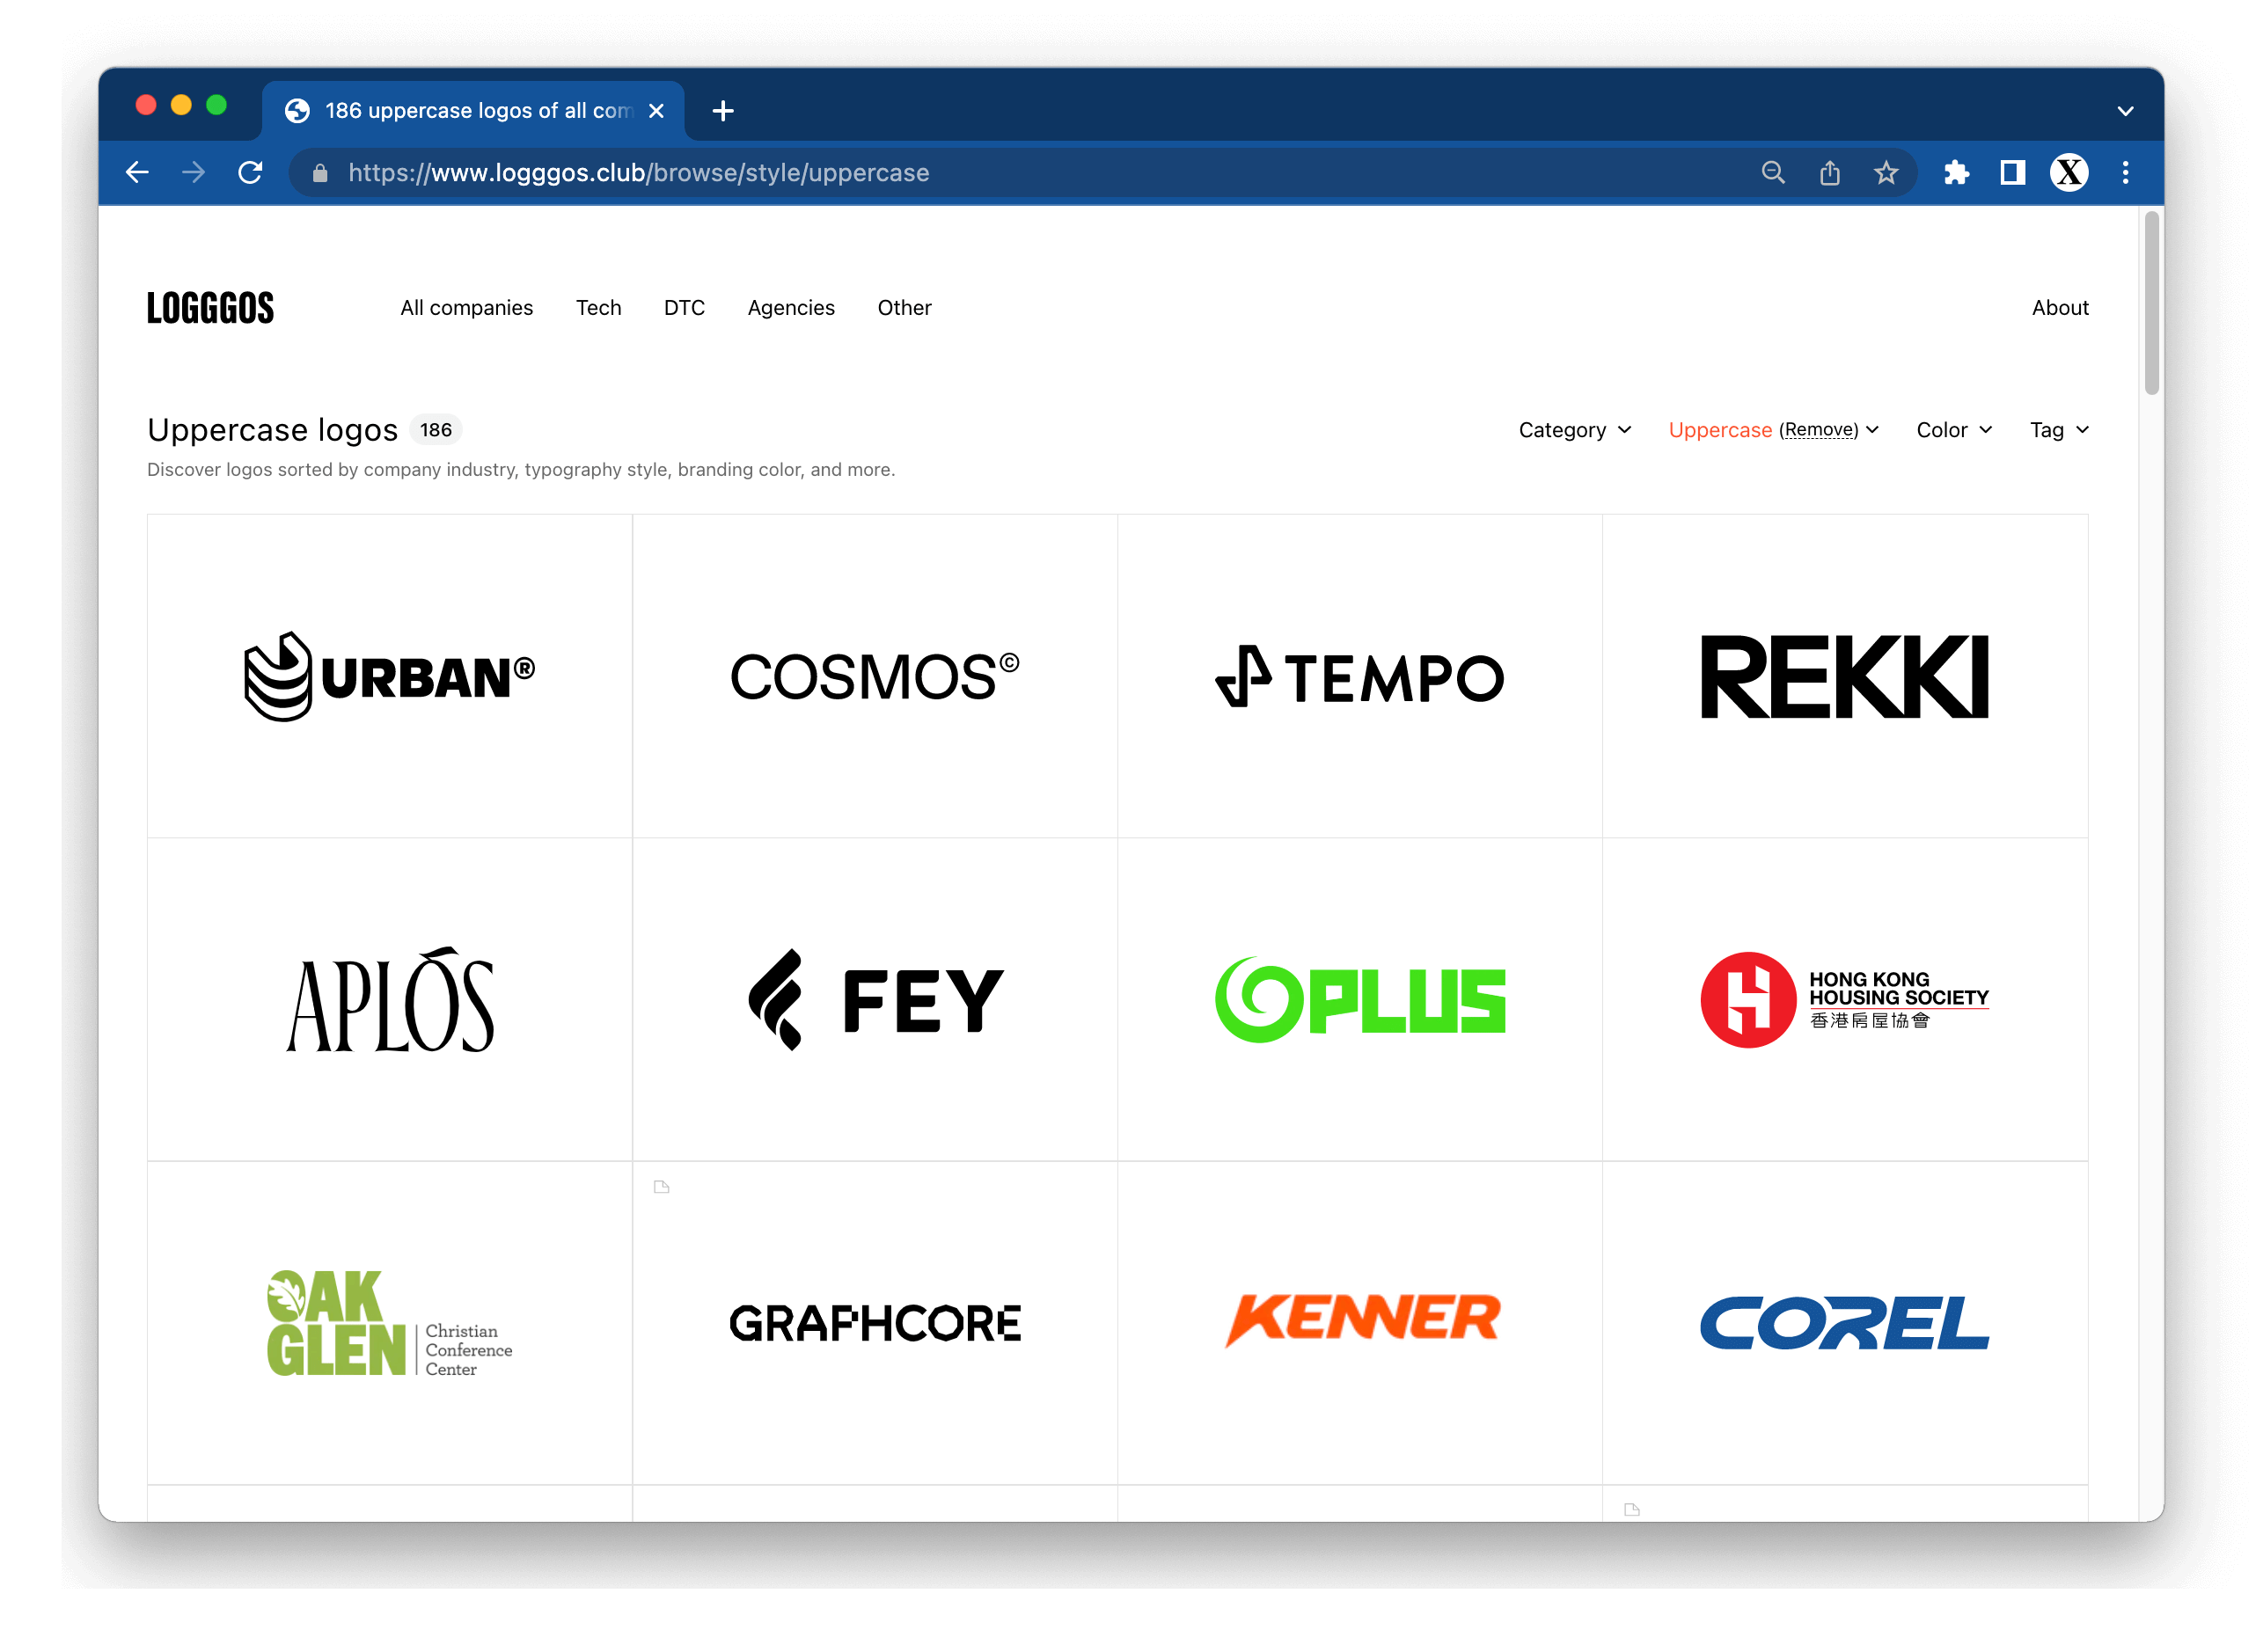 186 uppercase logos of all com
https://www.logggos.club/browse/style/uppercase
X
LOGGGOS
All companies
Tech
DTC
Agencies
Other
About
Uppercase logos 186
Category
Uppercase (Remove)
Color
Tag
Discover logos sorted by company industry, typography style, branding color, and more.
URBAN®
COSMOS©
TEMPO
REKKI
APLÓS
FEY
OPLUS
HONG KONG
HOUSING SOCIETY
香港房屋協會
OAK
GLEN
Christian
Conference
Center
GRAPHCORE
KENNER
COREL